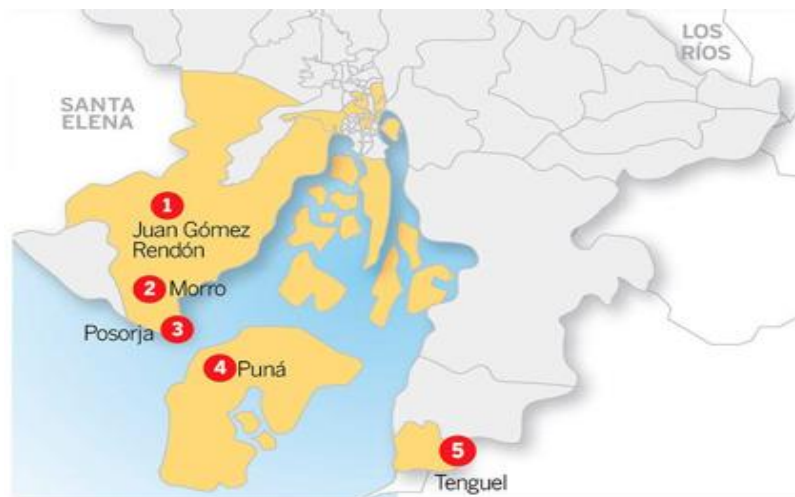 LOS
RÍOS
SANTA
ELENA
1
Juan Gómez
Rendón
2 Morro
Posorja 3
4 Puná
5
Tenguel